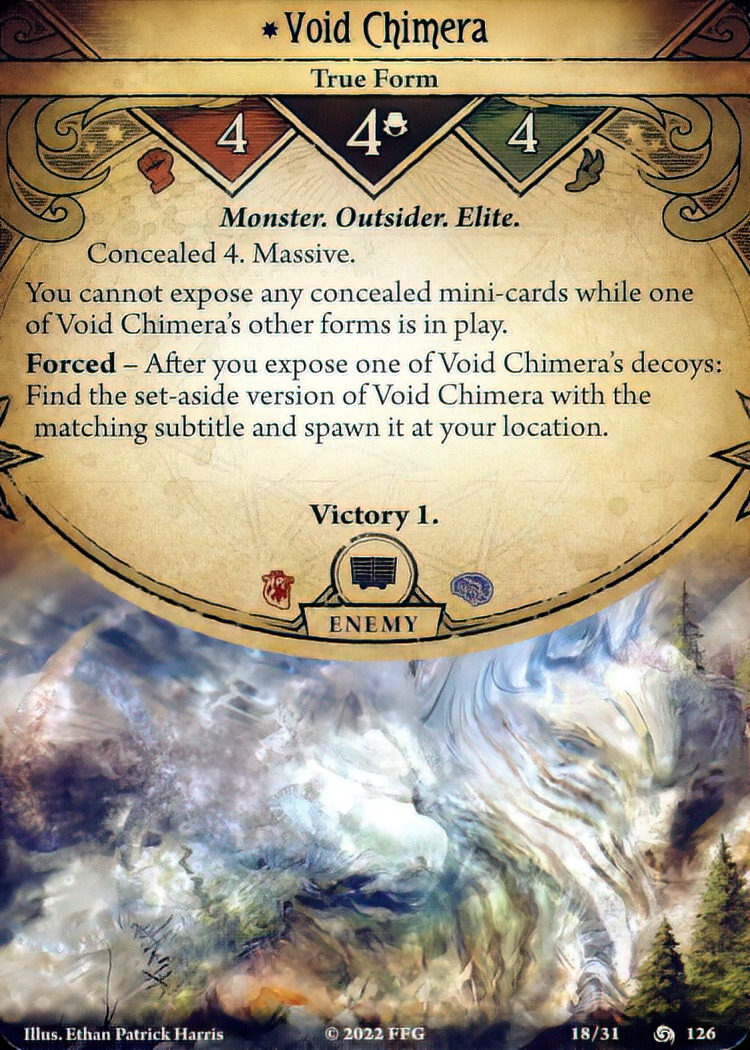 Void Chimera
True Form
4 4 4
Monster. Outsider. Elite.
Concealed 4. Massive.
You cannot expose any concealed mini-cards while one
of Void Chimera's other forms is in play.
Forced – After you expose one of Void Chimera's decoys:
Find the set-aside version of Void Chimera with the
matching subtitle and spawn it at your location.
Victory 1.
ENEMY
Illus. Ethan Patrick Harris © 2022 FFG 18/31 126